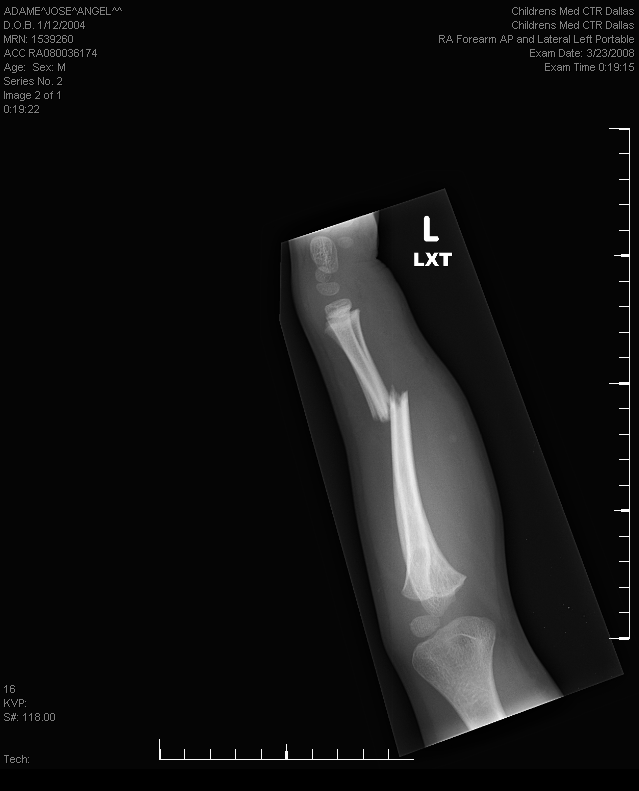 ADAME^JOSE^ANGEL^^
D.O.B. 1/12/2004
MRN: 1539260
ACC RA080036174
Age: Sex: M
Series No. 2
Image 2 of 1
0:19:22
Childrens Med CTR Dallas
Childrens Med CTR Dallas
RA Forearm AP and Lateral Left Portable
Exam Date: 3/23/2008
Exam Time 0:19:15
L
LXT
16
KVP:
S#: 118.00
Tech: